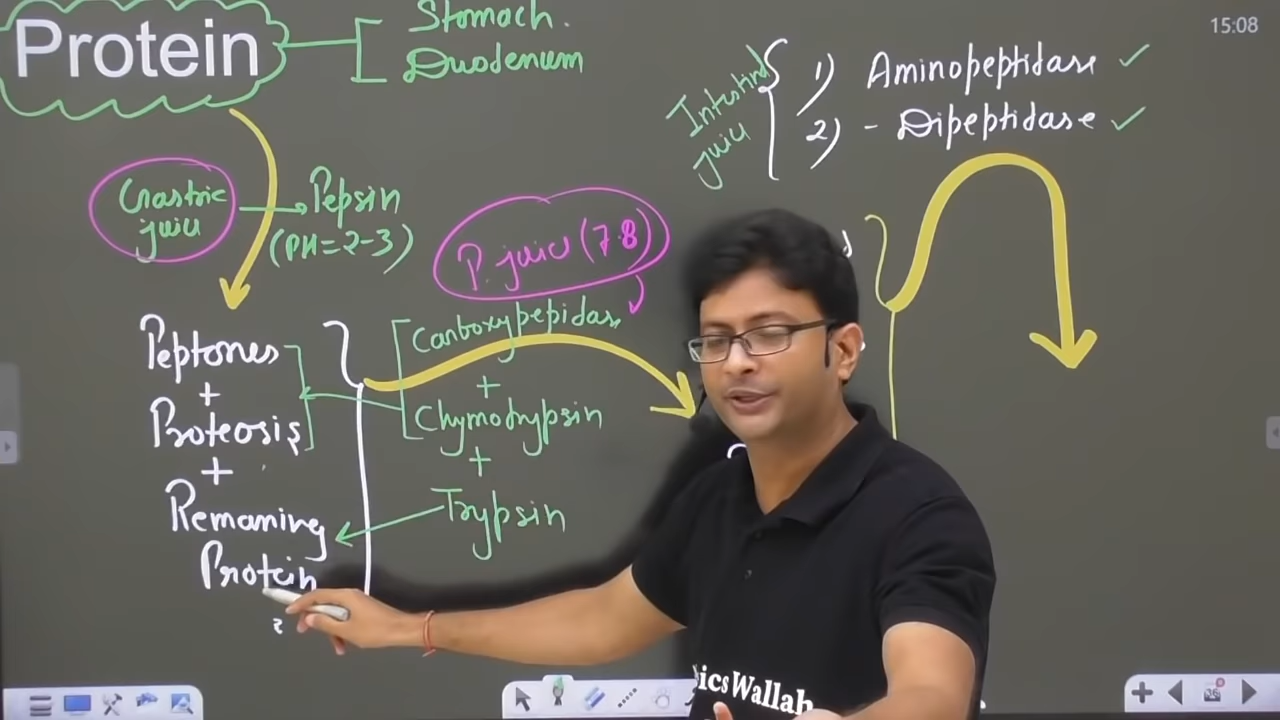 Protein
Stomach.
Duodenum
15:08
Intestinal
juice
1) Aminopeptidase ✓
2) - Dipeptidase ✓
Gastric
juice
Pepsin
(PH=2-3)
P. juice (7.8)
Peptones
+
Proteosis
+
Remaning
Protein
Carboxypepidase
+
Chymotrypsin
+
Trypsin
icsWallah